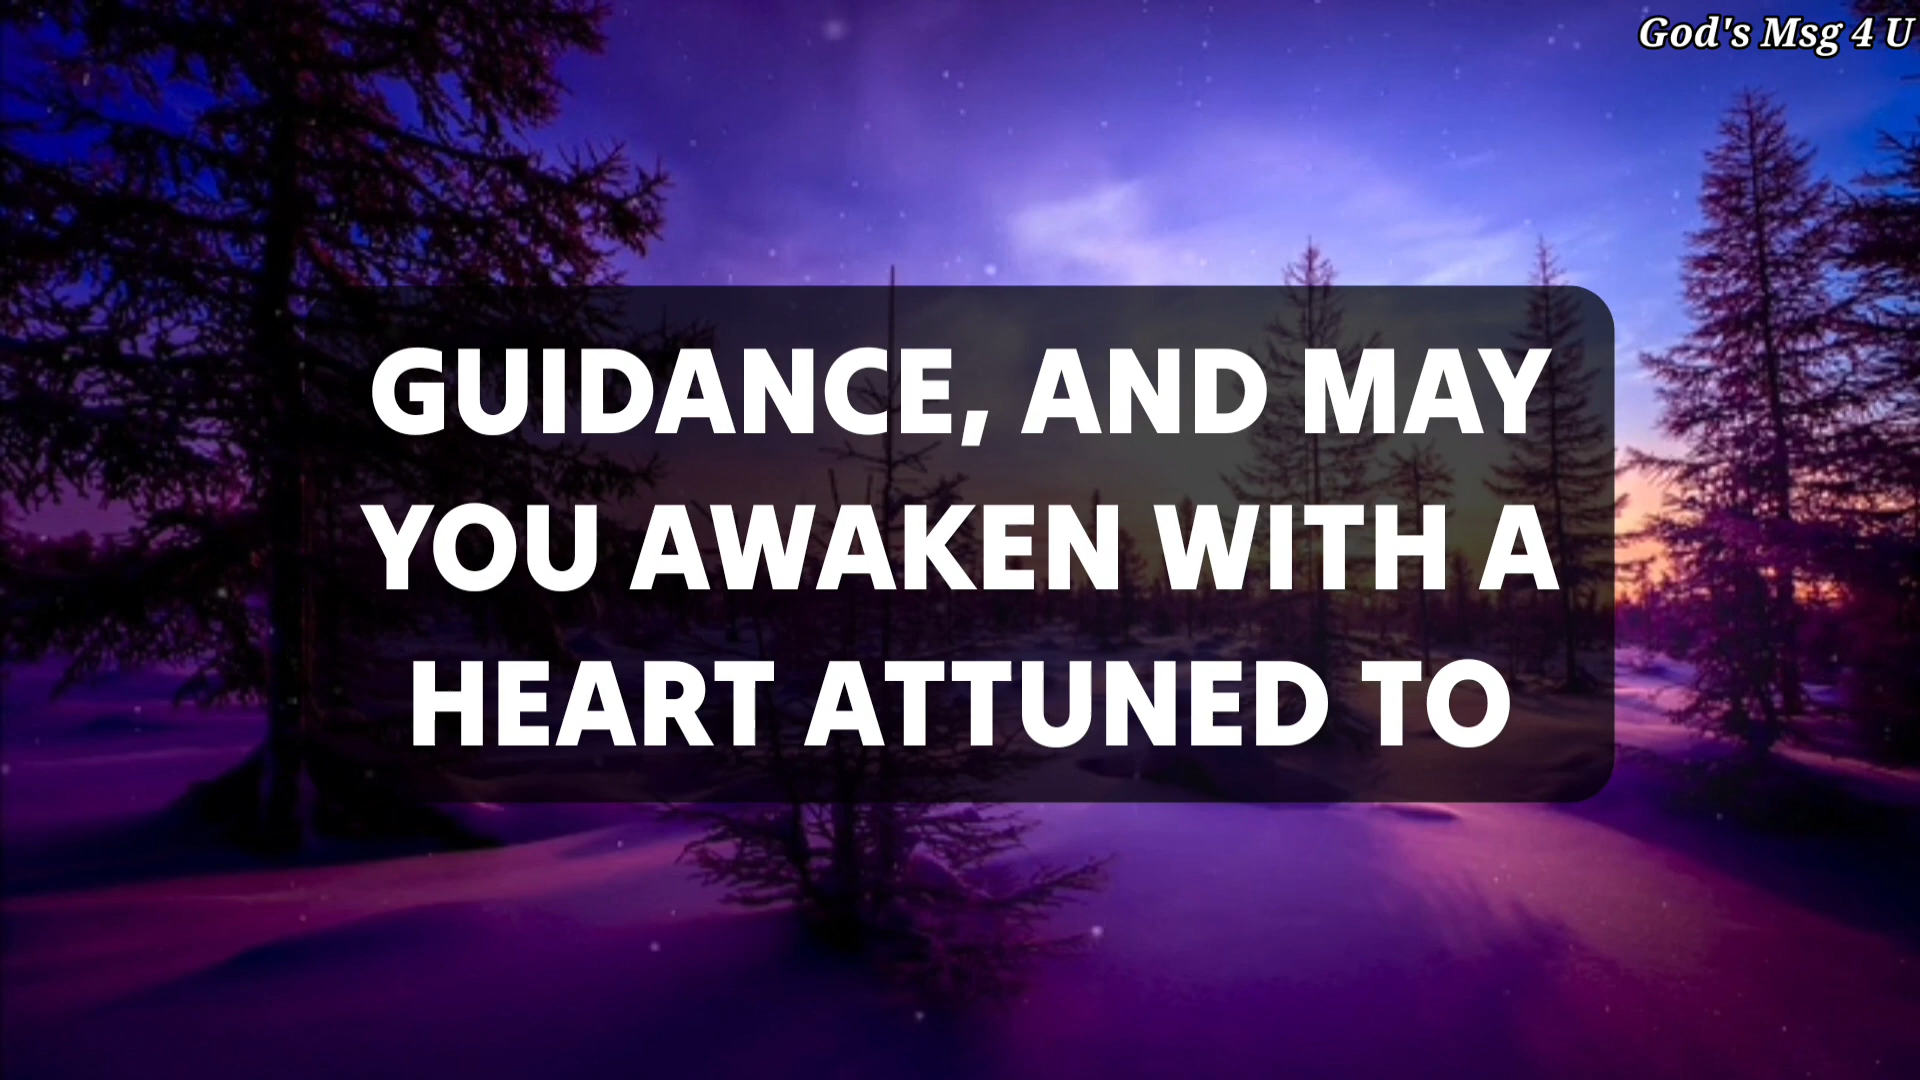 God's Msg 4 U
GUIDANCE, AND MAY
YOU AWAKEN WITH A
HEART ATTUNED TO